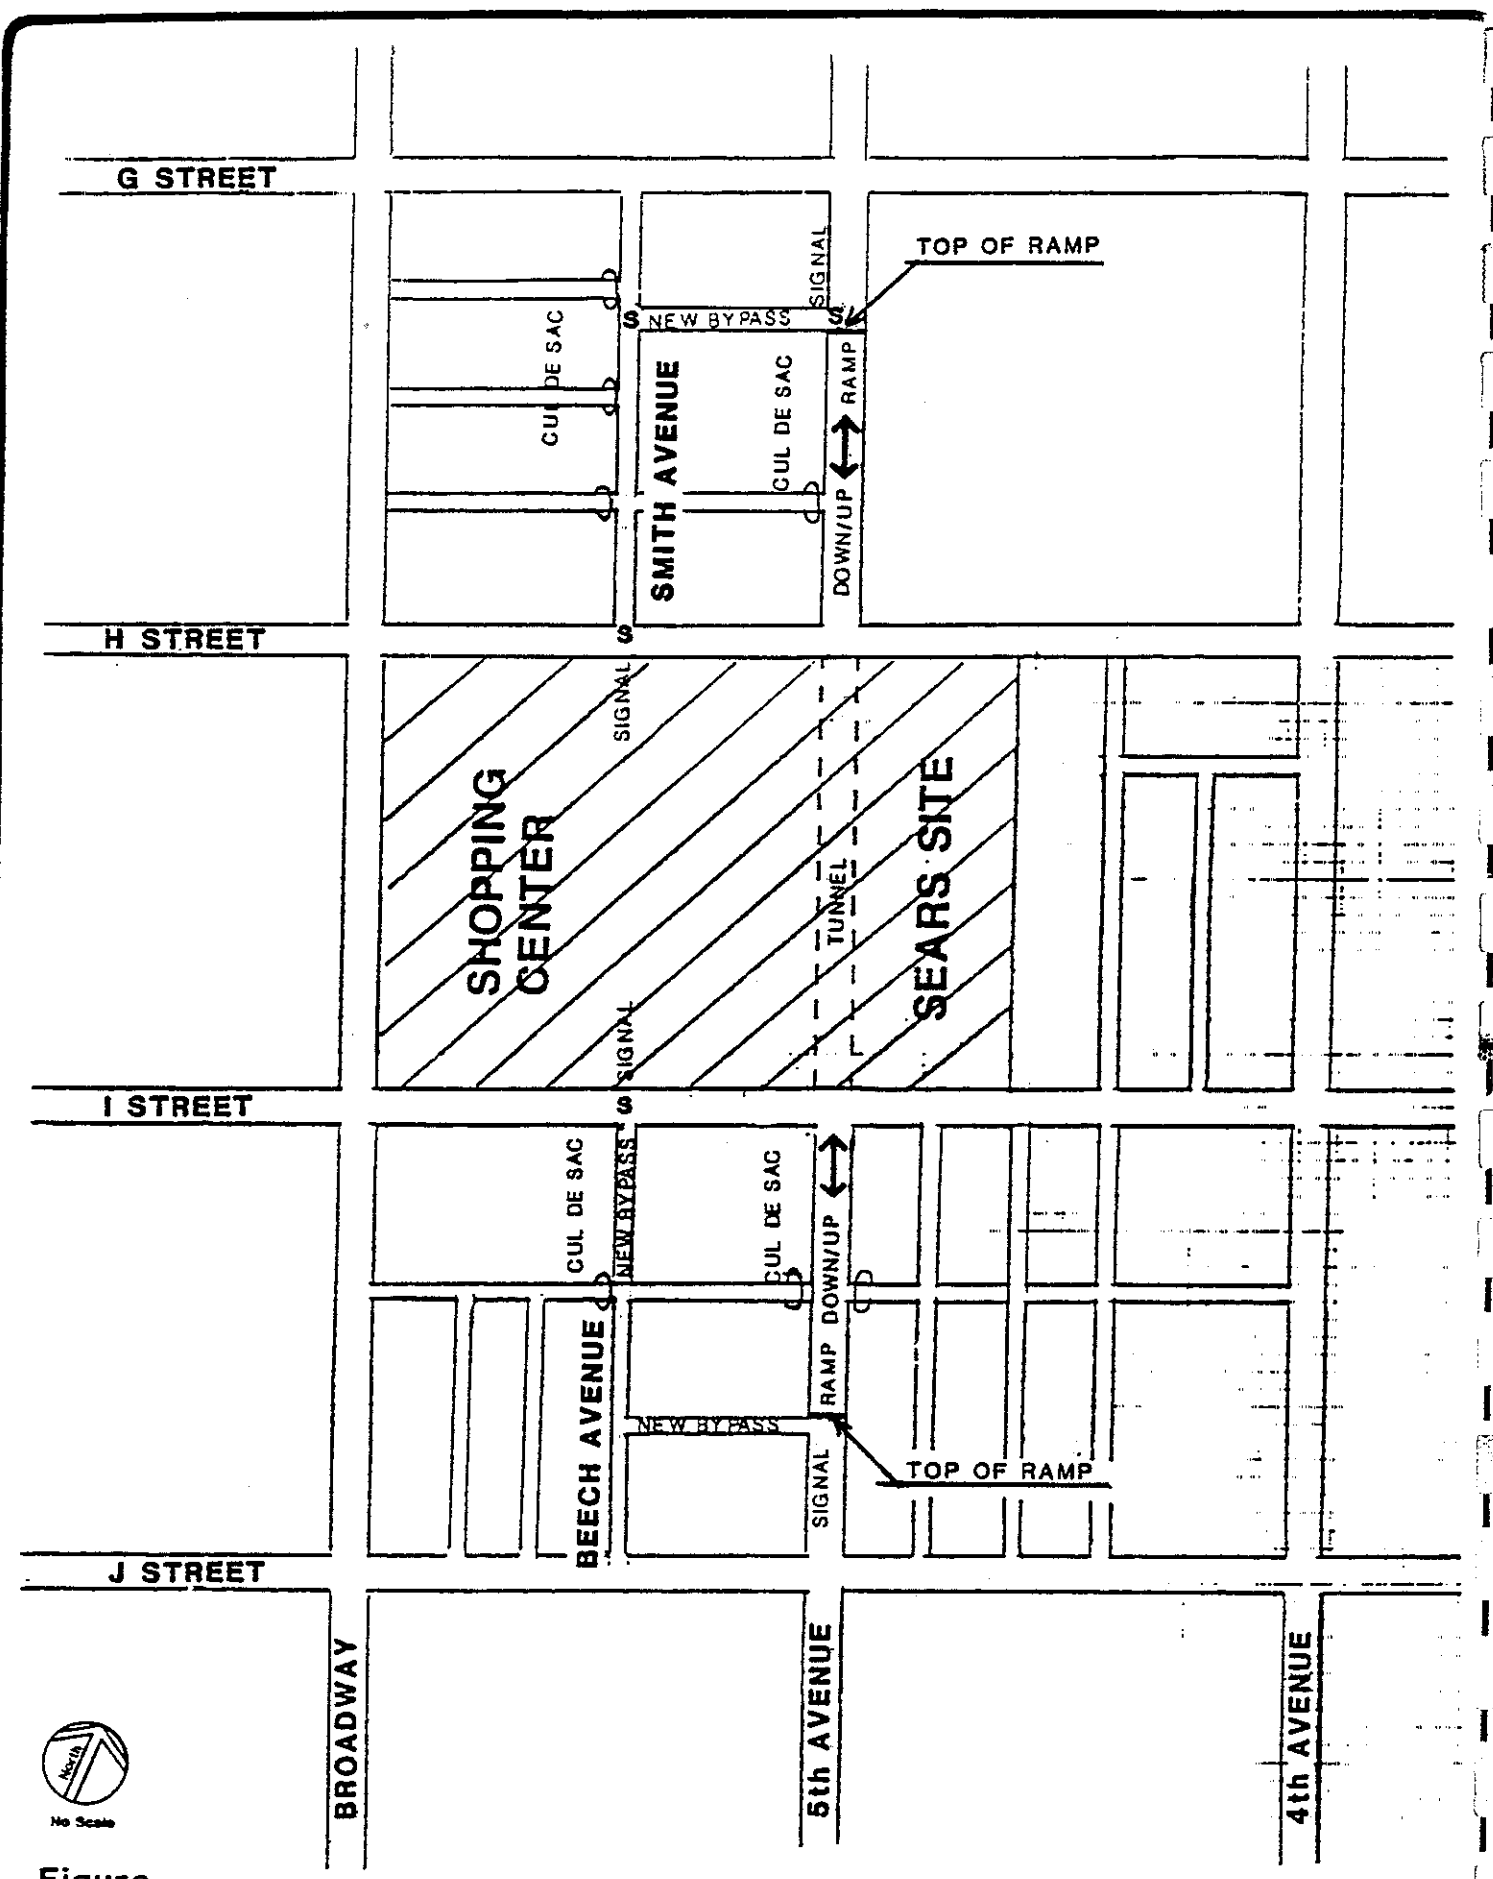 G STREET
TOP OF RAMP
SIGNAL
S
NEW BYPASS
S
CUL DE SAC
SMITH AVENUE
CUL DE SAC
RAMP
DOWN/UP
H STREET
S
SIGNAL
SHOPPING
CENTER
TUNNEL
SEARS SITE
SIGNAL
I STREET
S
CUL DE SAC
NEW BYPASS
CUL DE SAC
RAMP DOWN/UP
BEECH AVENUE
NEW BYPASS
SIGNAL
TOP OF RAMP
J STREET
BROADWAY
5th AVENUE
4th AVENUE
North
No Scale
Figure